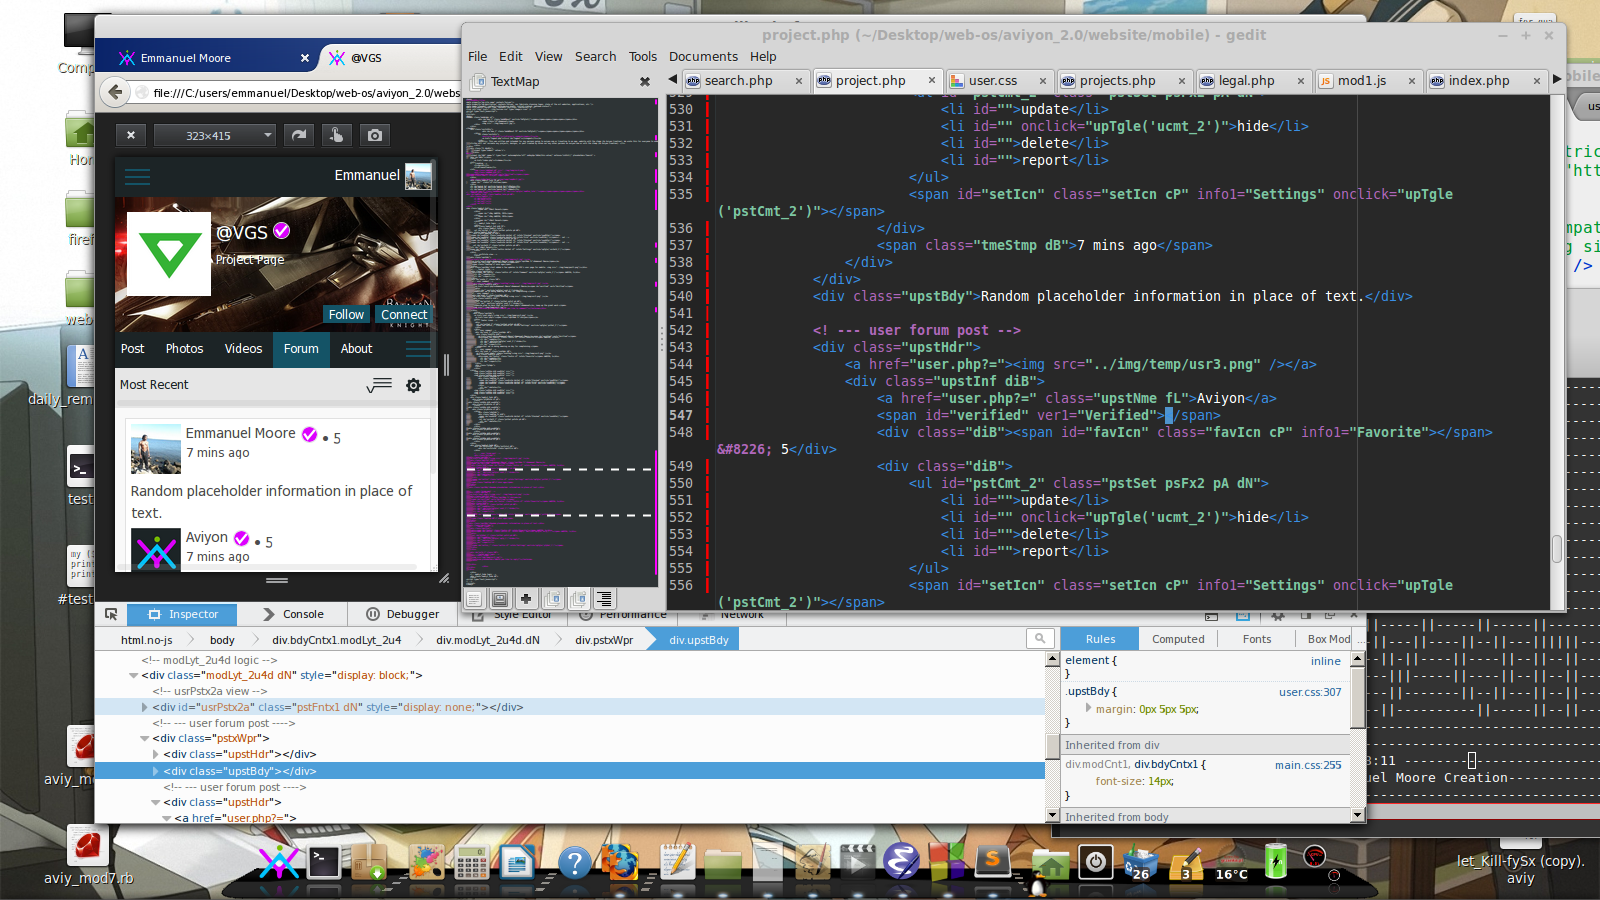 project.php (~/Desktop/web-os/aviyon_2.0/website/mobile) - gedit
File Edit View Search Tools Documents Help
Emmanuel Moore
@VGS
file:///C:/users/emmanuel/Desktop/web-os/aviyon_2.0/webs
TextMap
search.php
project.php
user.css
projects.php
legal.php
mod1.js
index.php
323×415
Emmanuel
@VGS
Project Page
Follow Connect
Post Photos Videos Forum About
Most Recent
Emmanuel Moore • 5
7 mins ago
Random placeholder information in place of
text.
Aviyon • 5
7 mins ago
530 <li id="">update</li>
531 <li id="" onclick="upTgle('ucmt_2')">hide</li>
532 <li id="">delete</li>
533 <li id="">report</li>
534 </ul>
535 <span id="setIcn" class="setIcn cP" info1="Settings" onclick="upTgle
('pstCmt_2')"></span>
536 </div>
537 <span class="tmeStmp dB">7 mins ago</span>
538 </div>
539 </div>
540 <div class="upstBdy">Random placeholder information in place of text.</div>
541
542 <! --- user forum post -->
543 <div class="upstHdr">
544 <a href="user.php?="><img src="../img/temp/usr3.png" /></a>
545 <div class="upstInf diB">
546 <a href="user.php?=" class="upstNme fL">Aviyon</a>
547 <span id="verified" ver1="Verified"></span>
548 <div class="diB"><span id="favIcn" class="favIcn cP" info1="Favorite"></span>
&#8226; 5</div>
549 <div class="diB">
550 <ul id="pstCmt_2" class="pstSet psFx2 pA dN">
551 <li id="">update</li>
552 <li id="" onclick="upTgle('ucmt_2')">hide</li>
553 <li id="">delete</li>
554 <li id="">report</li>
555 </ul>
556 <span id="setIcn" class="setIcn cP" info1="Settings" onclick="upTgle
('pstCmt_2')"></span>
Inspector Console Debugger Style Editor Performance Network
html.no-js body div.bdyCntx1.modLyt_2u4 div.modLyt_2u4d.dN div.pstxWpr div.upstBdy
Rules Computed Fonts Box Mod
<!-- modLyt_2u4d logic -->
<div class="modLyt_2u4d dN" style="display: block;">
<!-- usrPstx2a view -->
<div id="usrPstx2a" class="pstFntx1 dN" style="display: none;"></div>
<!-- --- user forum post ---->
<div class="pstxWpr">
<div class="upstHdr"></div>
<div class="upstBdy"></div>
<!-- --- user forum post ---->
<div class="upstHdr">
<a href="user.php?=">
element { inline
}
.upstBdy { user.css:307
margin: 0px 5px 5px;
}
Inherited from div
div.modCnt1, div.bdyCntx1 { main.css:255
font-size: 14px;
}
Inherited from body
:11
el Moore Creation
Comp
Hom
firef
web
daily_rem
test
#test
aviy_mo
aviy_mod7.rb
let_Kill-fySx (copy).
aviy
26
3
16°C